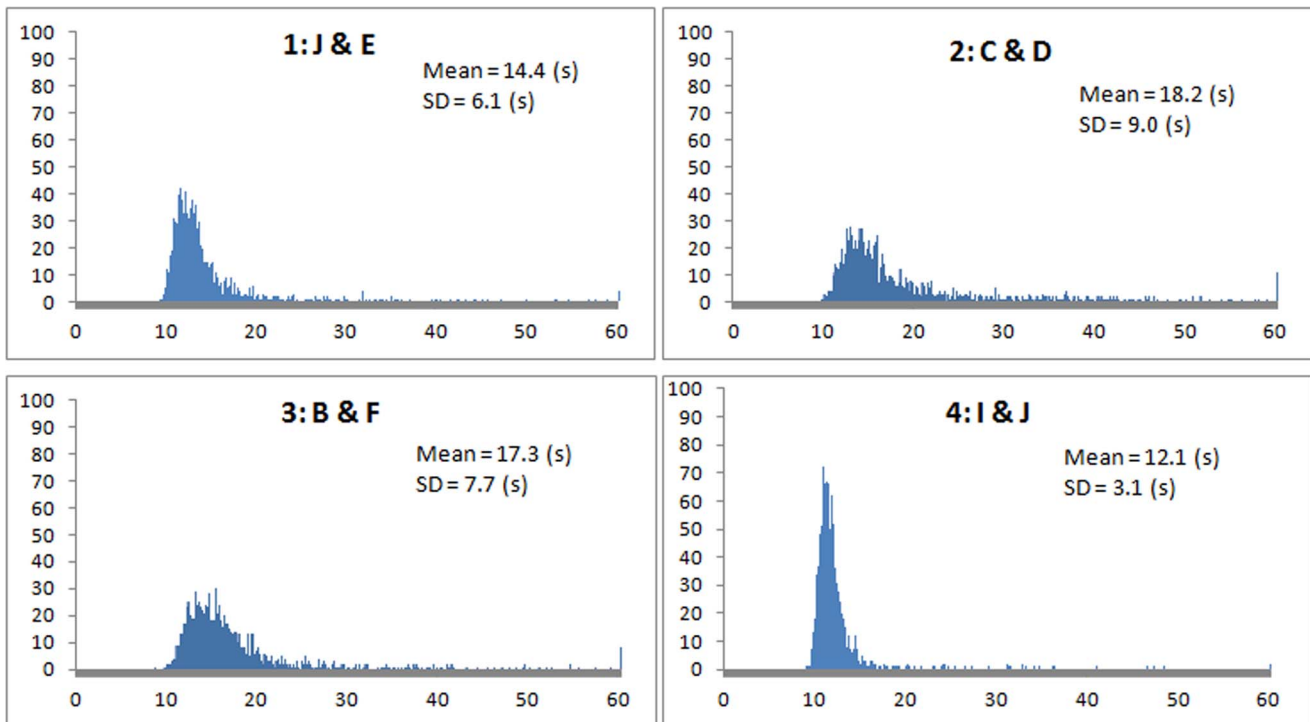 1: J & E
Mean = 14.4 (s)
SD = 6.1 (s)
100
90
80
70
60
50
40
30
20
10
0
0 10 20 30 40 50 60
2: C & D
Mean = 18.2 (s)
SD = 9.0 (s)
100
90
80
70
60
50
40
30
20
10
0
0 10 20 30 40 50 60
3: B & F
Mean = 17.3 (s)
SD = 7.7 (s)
100
90
80
70
60
50
40
30
20
10
0
0 10 20 30 40 50 60
4: I & J
Mean = 12.1 (s)
SD = 3.1 (s)
100
90
80
70
60
50
40
30
20
10
0
0 10 20 30 40 50 60